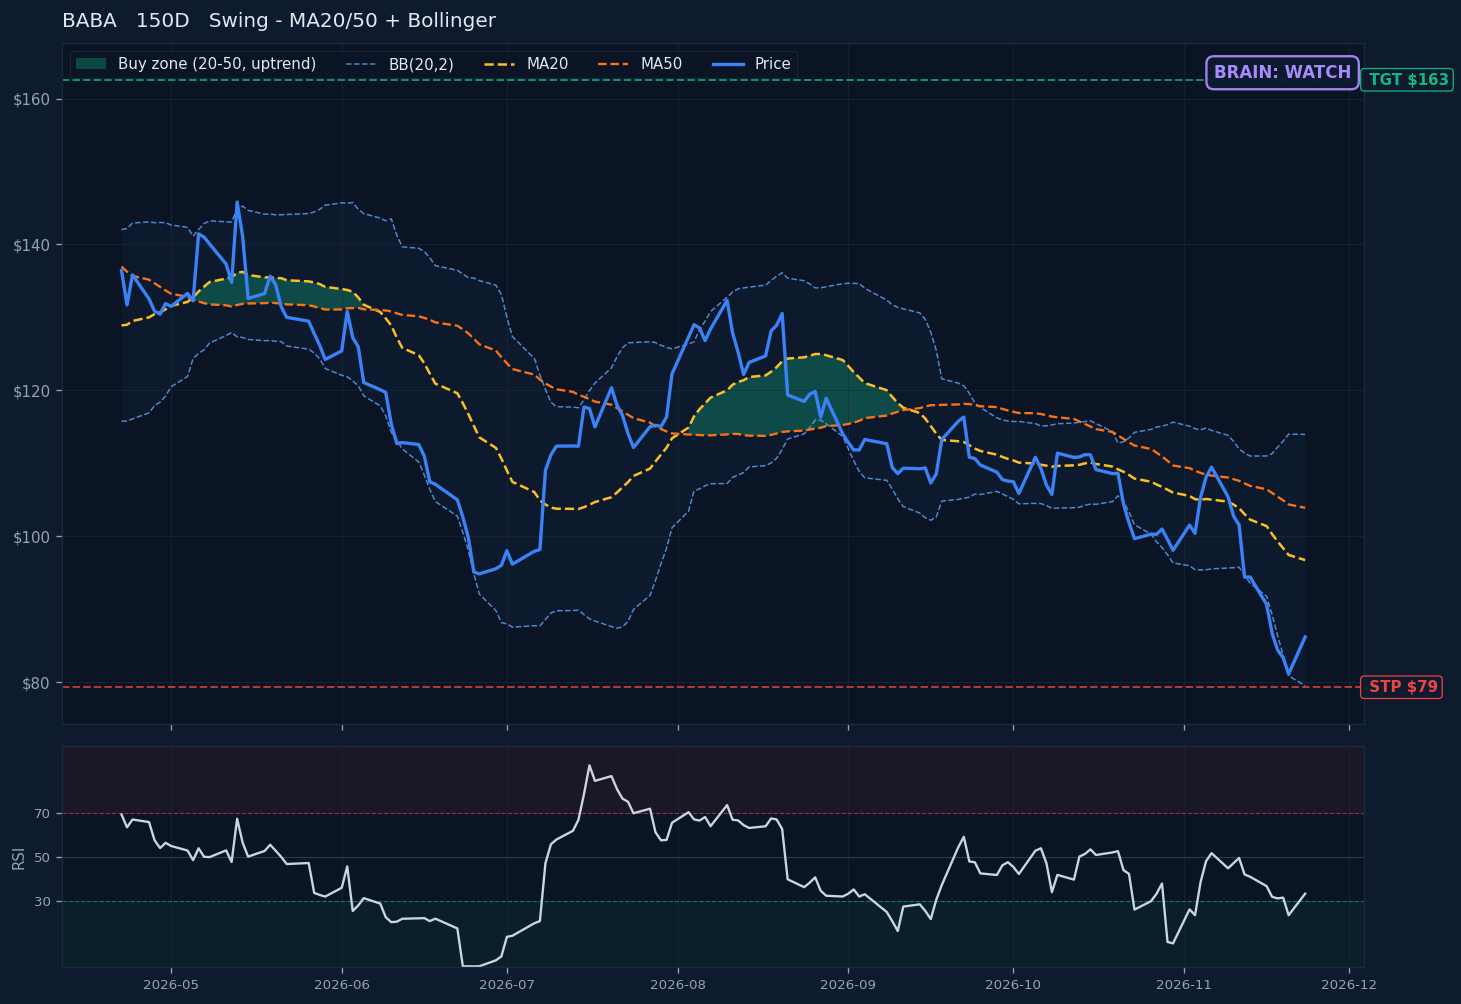 BABA 150D Swing - MA20/50 + Bollinger
Buy zone (20-50, uptrend) BB(20,2) MA20 MA50 Price
BRAIN: WATCH
TGT $163
$160
$140
$120
$100
$80
STP $79
RSI
70
50
30
2026-05 2026-06 2026-07 2026-08 2026-09 2026-10 2026-11 2026-12